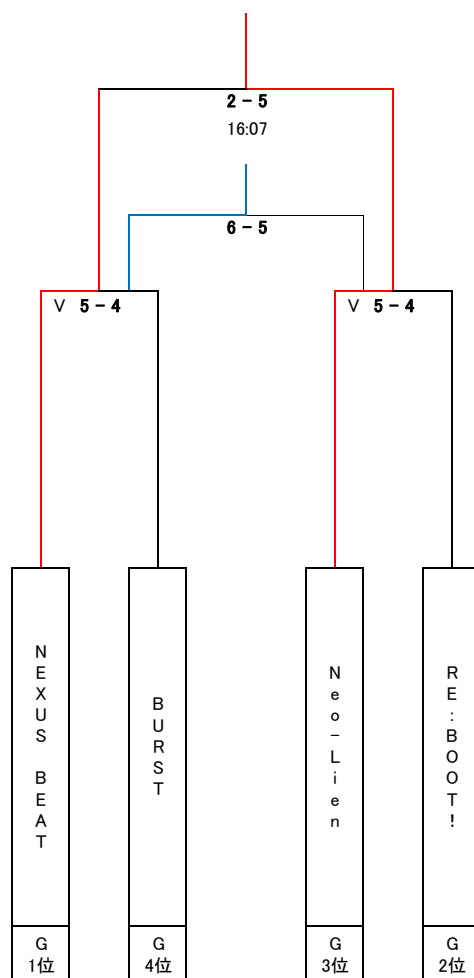 2 - 5
16:07
6 - 5
V 5 - 4
V 5 - 4
NEXUS BEAT
BURST
Neo-Lien
RE:BOOT!
G
1位
G
4位
G
3位
G
2位